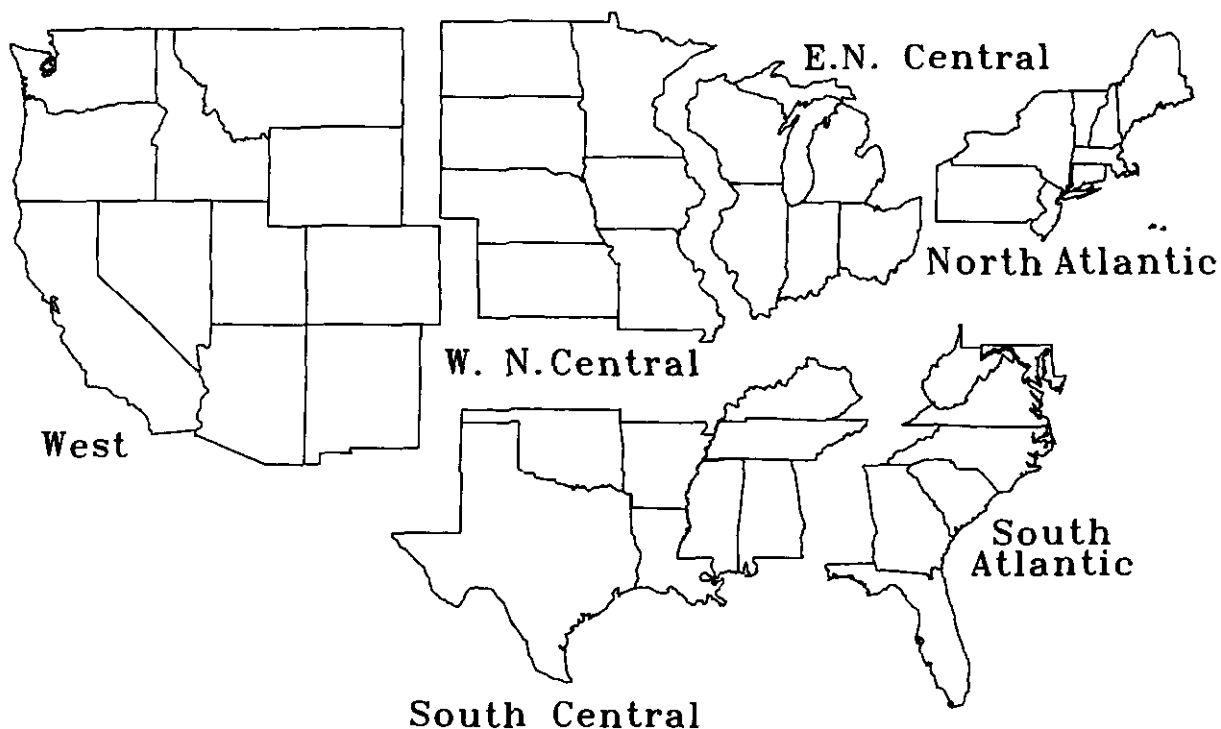 E.N. Central
North Atlantic
W. N. Central
West
South
Atlantic
South Central